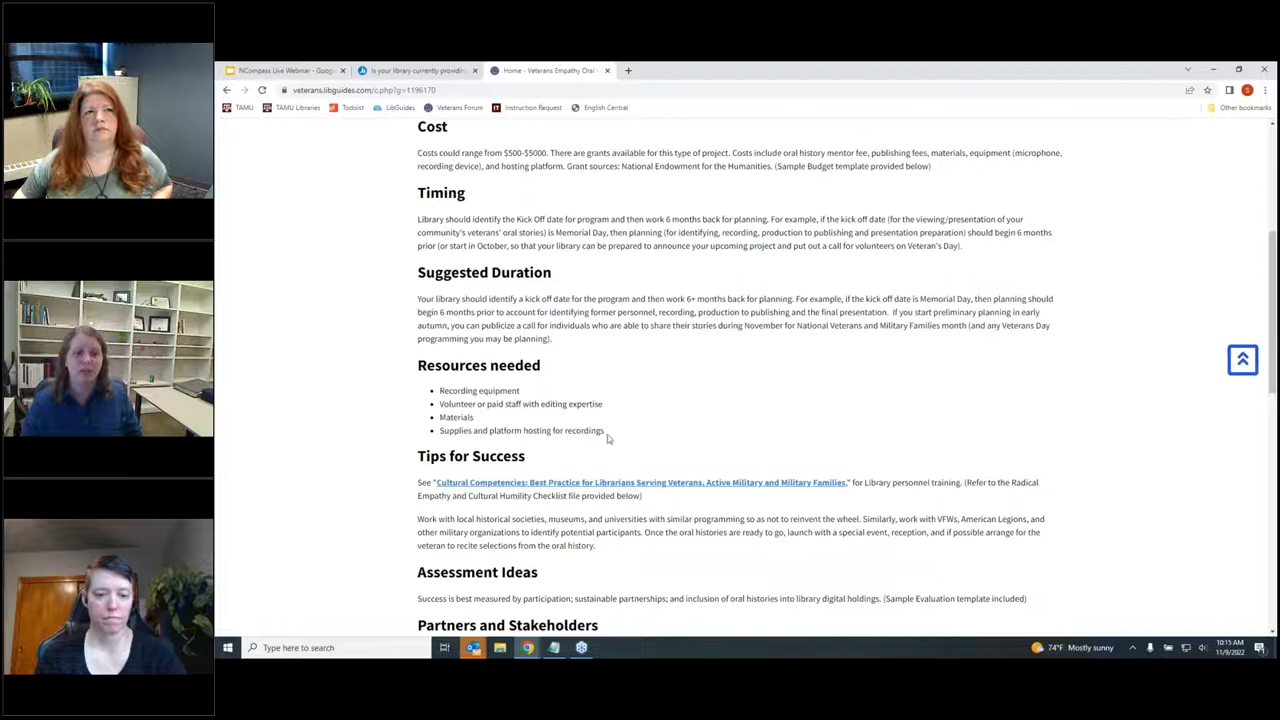 NCompass Live Webinar - Goog
Is your library currently providin
Home - Veterans Empathy Oral
veterans.libguides.com/c.php?g=1196170
TAMU
TAMU Libraries
Todoist
LibGuides
Veterans Forum
Instruction Request
English Central
Other bookmarks
Cost
Costs could range from $500-$5000. There are grants available for this type of project. Costs include oral history mentor fee, publishing fees, materials, equipment (microphone,
recording device), and hosting platform. Grant sources: National Endowment for the Humanities. (Sample Budget template provided below)
Timing
Library should identify the Kick Off date for program and then work 6 months back for planning. For example, if the kick off date (for the viewing/presentation of your
community's veterans' oral stories) is Memorial Day, then planning (for identifying, recording, production to publishing and presentation preparation) should begin 6 months
prior (or start in October, so that your library can be prepared to announce your upcoming project and put out a call for volunteers on Veteran's Day).
Suggested Duration
Your library should identify a kick off date for the program and then work 6+ months back for planning. For example, if the kick off date is Memorial Day, then planning should
begin 6 months prior to account for identifying former personnel, recording, production to publishing and the final presentation. If you start preliminary planning in early
autumn, you can publicize a call for individuals who are able to share their stories during November for National Veterans and Military Families month (and any Veterans Day
programming you may be planning).
Resources needed
Recording equipment
Volunteer or paid staff with editing expertise
Materials
Supplies and platform hosting for recordings
Tips for Success
See "Cultural Competencies: Best Practice for Librarians Serving Veterans, Active Military and Military Families," for Library personnel training. (Refer to the Radical
Empathy and Cultural Humility Checklist file provided below)
Work with local historical societies, museums, and universities with similar programming so as not to reinvent the wheel. Similarly, work with VFWs, American Legions, and
other military organizations to identify potential participants. Once the oral histories are ready to go, launch with a special event, reception, and if possible arrange for the
veteran to recite selections from the oral history.
Assessment Ideas
Success is best measured by participation; sustainable partnerships; and inclusion of oral histories into library digital holdings. (Sample Evaluation template included)
Partners and Stakeholders
Type here to search
74°F Mostly sunny
10:15 AM
11/9/2022